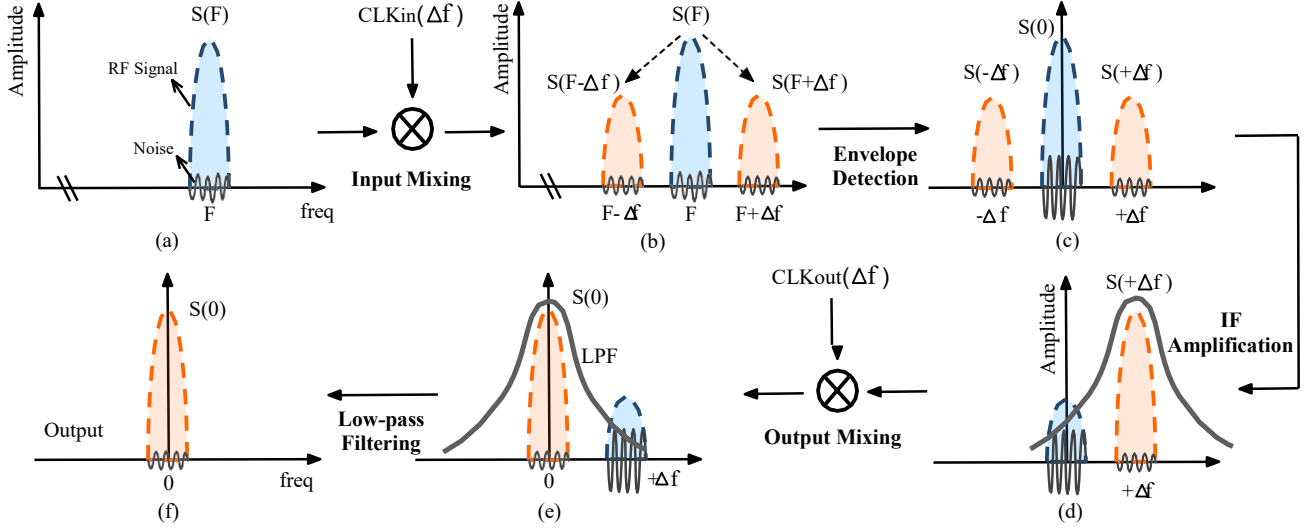 Amplitude
S(F)
RF Signal
Noise
F
freq
(a)
CLKin(Δf)
Input Mixing
Amplitude
S(F)
S(F-Δf)
S(F+Δf)
F-Δf
F
F+Δf
(b)
Envelope
Detection
S(0)
S(-Δf)
S(+Δf)
-Δf
+Δf
(c)
S(0)
Output
0
freq
(f)
Low-pass
Filtering
S(0)
LPF
0
+Δf
(e)
CLKout(Δf)
Output Mixing
Amplitude
S(+Δf)
+Δf
(d)
IF
Amplification